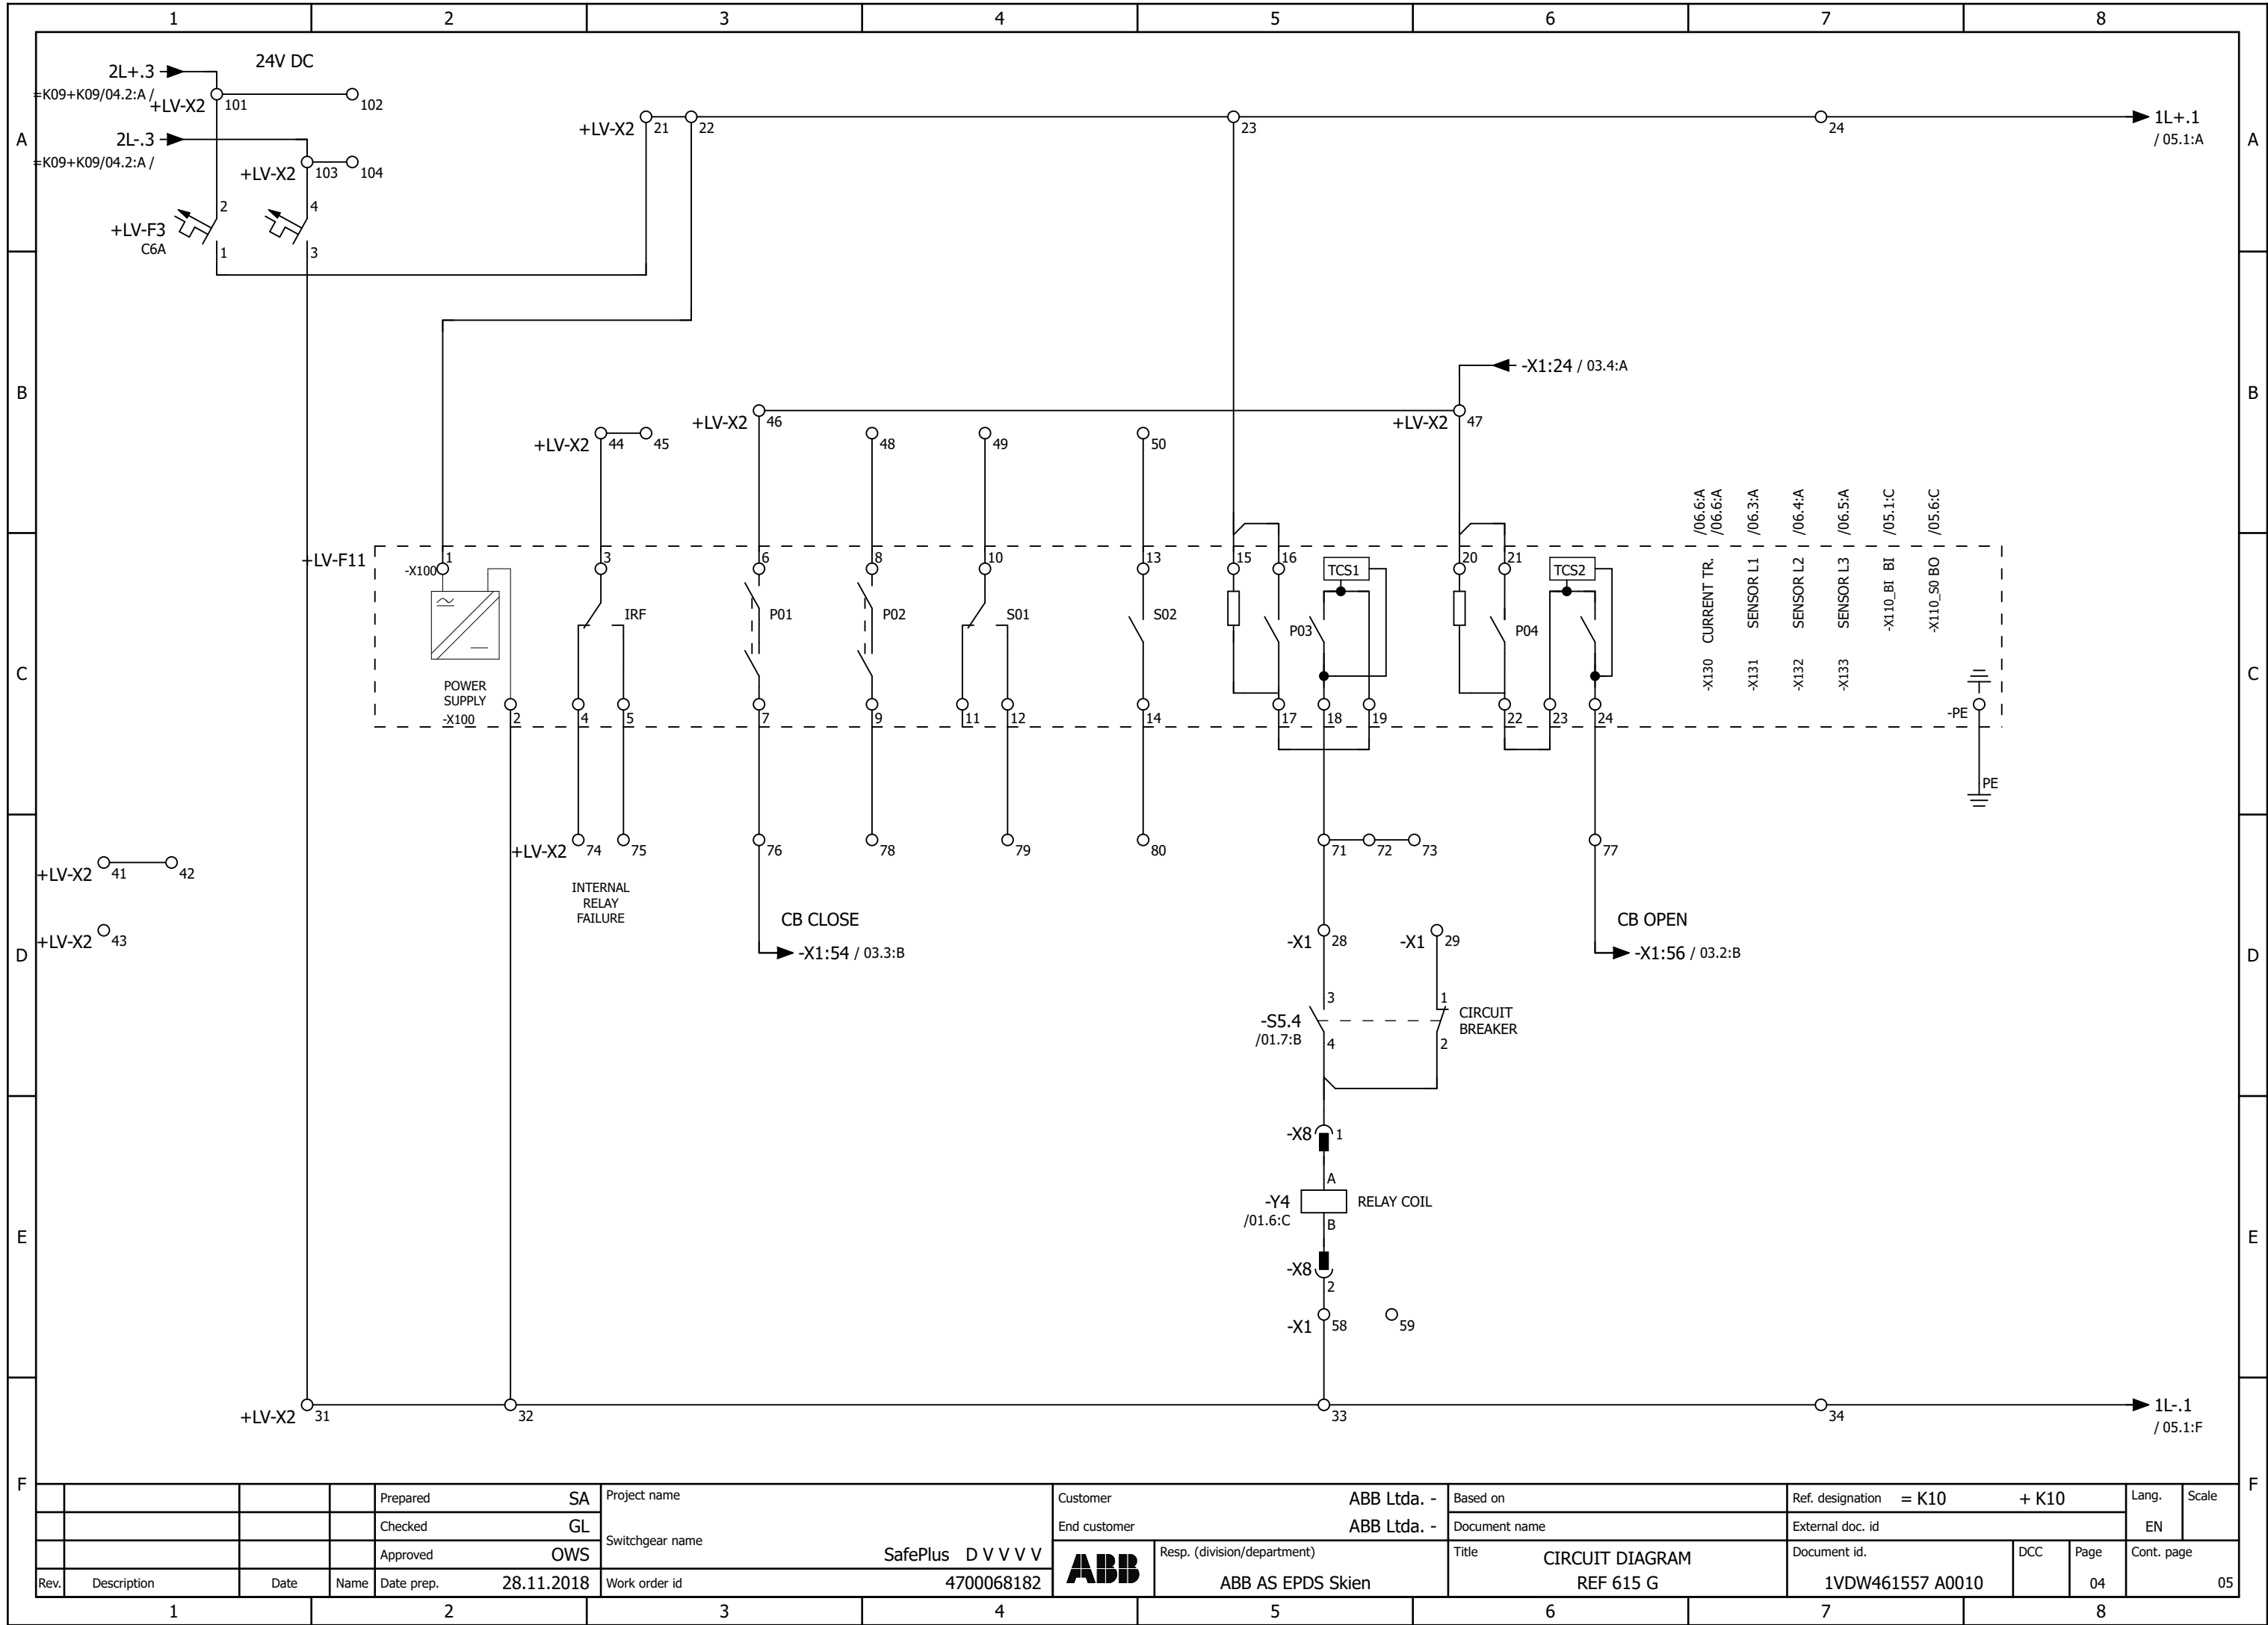 1 2 3 4 5 6 7 8
24V DC
2L+.3
=K09+K09/04.2:A /
+LV-X2 101 102
2L-.3
=K09+K09/04.2:A /
+LV-X2 103 104
+LV-X2 21 22 23 24
1L+.1
/ 05.1:A
A A
2 4
+LV-F3
C6A
1 3
B B
-X1:24 / 03.4:A
+LV-X2 46
+LV-X2 47
+LV-X2 44 45 48 49 50
/06.6:A
/06.6:A
/06.3:A
/06.4:A
/06.5:A
/05.1:C
/05.6:C
+LV-F11
-X100 1 3 6 8 10 13 15 16 20 21
TCS1 TCS2
IRF P01 P02 S01 S02 P03 P04
POWER
SUPPLY
-X100 2 4 5 7 9 11 12 14 17 18 19 22 23 24
-X130 CURRENT TR.
-X131 SENSOR L1
-X132 SENSOR L2
-X133 SENSOR L3
-X110_BI BI
-X110_S0 BO
-PE
PE
C C
+LV-X2 74 75 76 78 79 80 71 72 73 77
+LV-X2 41 42
INTERNAL
RELAY
FAILURE
CB CLOSE
-X1:54 / 03.3:B
CB OPEN
-X1:56 / 03.2:B
+LV-X2 43
-X1 28
-X1 29
D D
3 1
-S5.4
/01.7:B
4 2
CIRCUIT
BREAKER
-X8 1
A
-Y4
/01.6:C
RELAY COIL
B
-X8
2
-X1 58 59
E E
+LV-X2 31 32 33 34
1L-.1
/ 05.1:F
F F
Prepared SA
Checked GL
Approved OWS
Rev. Description Date Name Date prep. 28.11.2018
Project name
Switchgear name
SafePlus D V V V V
Work order id 4700068182
Customer ABB Ltda. -
End customer ABB Ltda. -
ABB
Resp. (division/department)
ABB AS EPDS Skien
Based on
Document name
Title CIRCUIT DIAGRAM
REF 615 G
Ref. designation = K10 + K10
External doc. id
Document id.
1VDW461557 A0010
DCC
Page
04
Lang.
EN
Scale
Cont. page
05
1 2 3 4 5 6 7 8